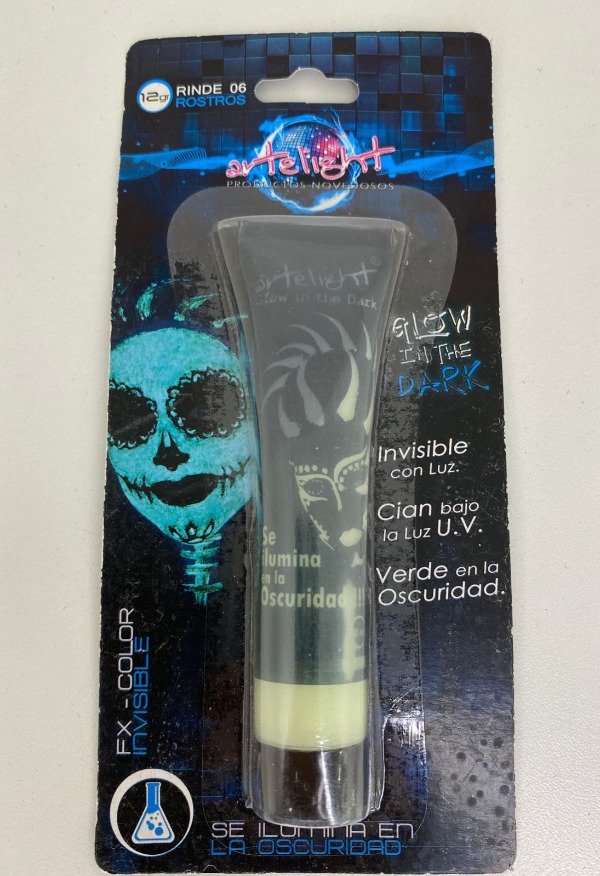 12gr
RINDE 06
ROSTROS
artelight
PRODUCTOS NOVEDOSOS
artelight
Glow in the Dark
GLOW
IN THE
DARK
Invisible
con Luz.
Cian bajo
la Luz U.V.
Verde en la
Oscuridad.
Se
ilumina
en la
Oscuridad!!!
FX - COLOR
INVISIBLE
SE ILUMINA EN
LA OSCURIDAD